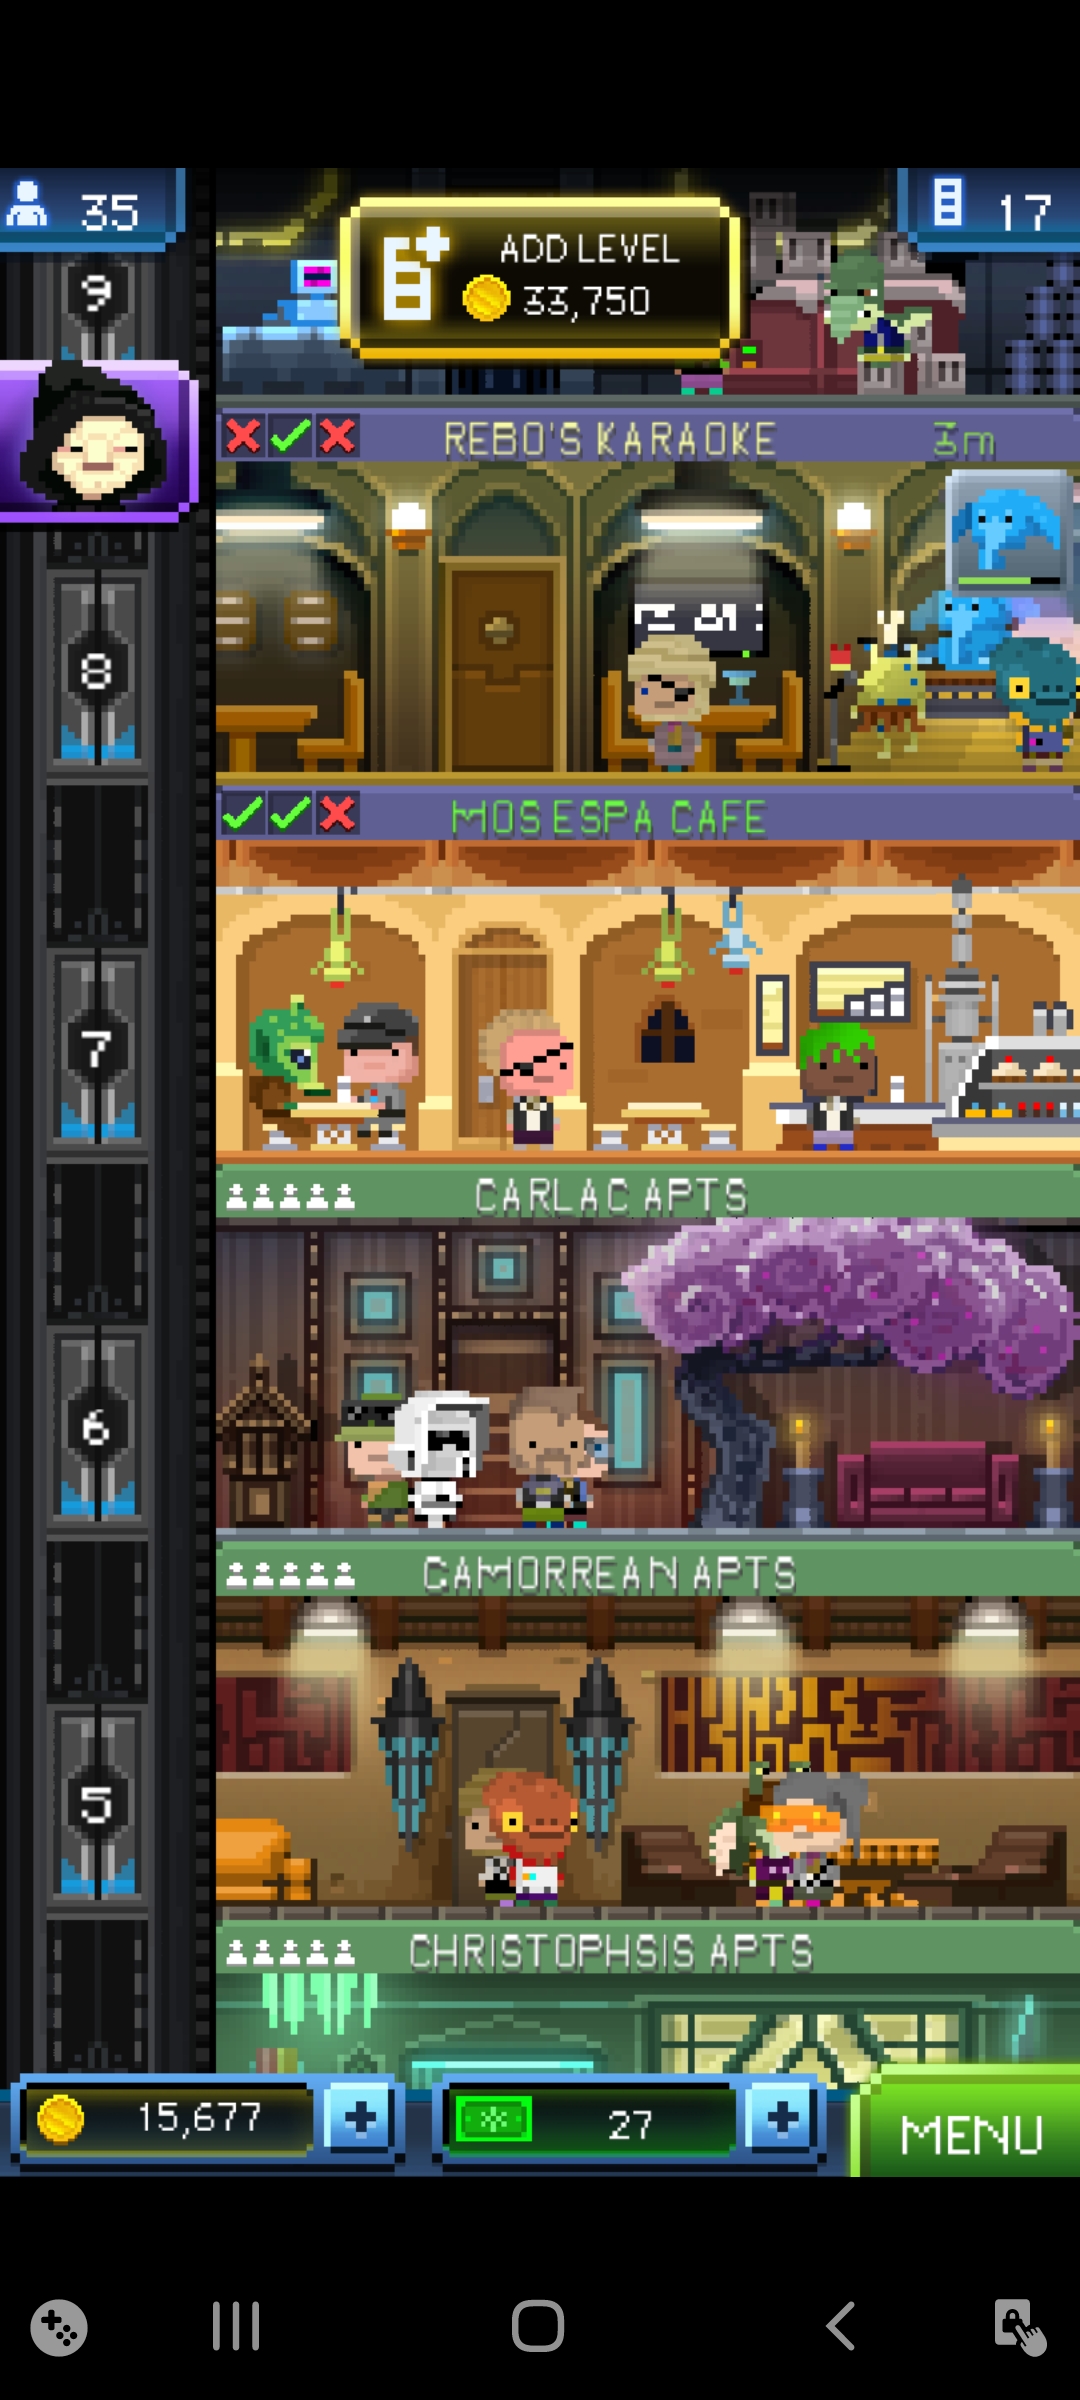 35
17
ADD LEVEL
33,750
9
REBO'S KARAOKE 3m
8
MOS ESPA CAFE
7
CARLAC APTS
6
GAMORREAN APTS
5
CHRISTOPHSIS APTS
15,677 +
27 +
MENU